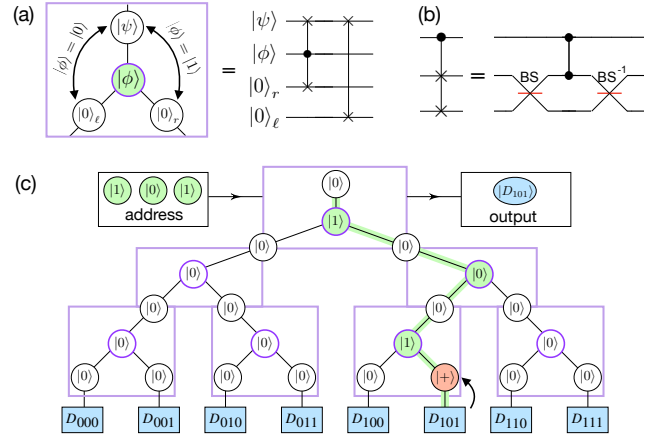 (a)
|ψ⟩
|ϕ⟩ = |0⟩
|ϕ⟩ = |1⟩
|ϕ⟩
|0⟩ℓ
|0⟩r
=
|ψ⟩
|ϕ⟩
|0⟩r
|0⟩ℓ
(b)
=
BS
BS⁻¹
(c)
|1⟩ |0⟩ |1⟩
address
|0⟩
|D₁₀₁⟩
output
|1⟩
|0⟩ |0⟩
|0⟩ |0⟩
|0⟩ |0⟩ |0⟩ |0⟩
|0⟩ |0⟩ |1⟩ |0⟩
|0⟩ |0⟩ |0⟩ |0⟩ |0⟩ |+⟩ |0⟩ |0⟩
D₀₀₀ D₀₀₁ D₀₁₀ D₀₁₁ D₁₀₀ D₁₀₁ D₁₁₀ D₁₁₁